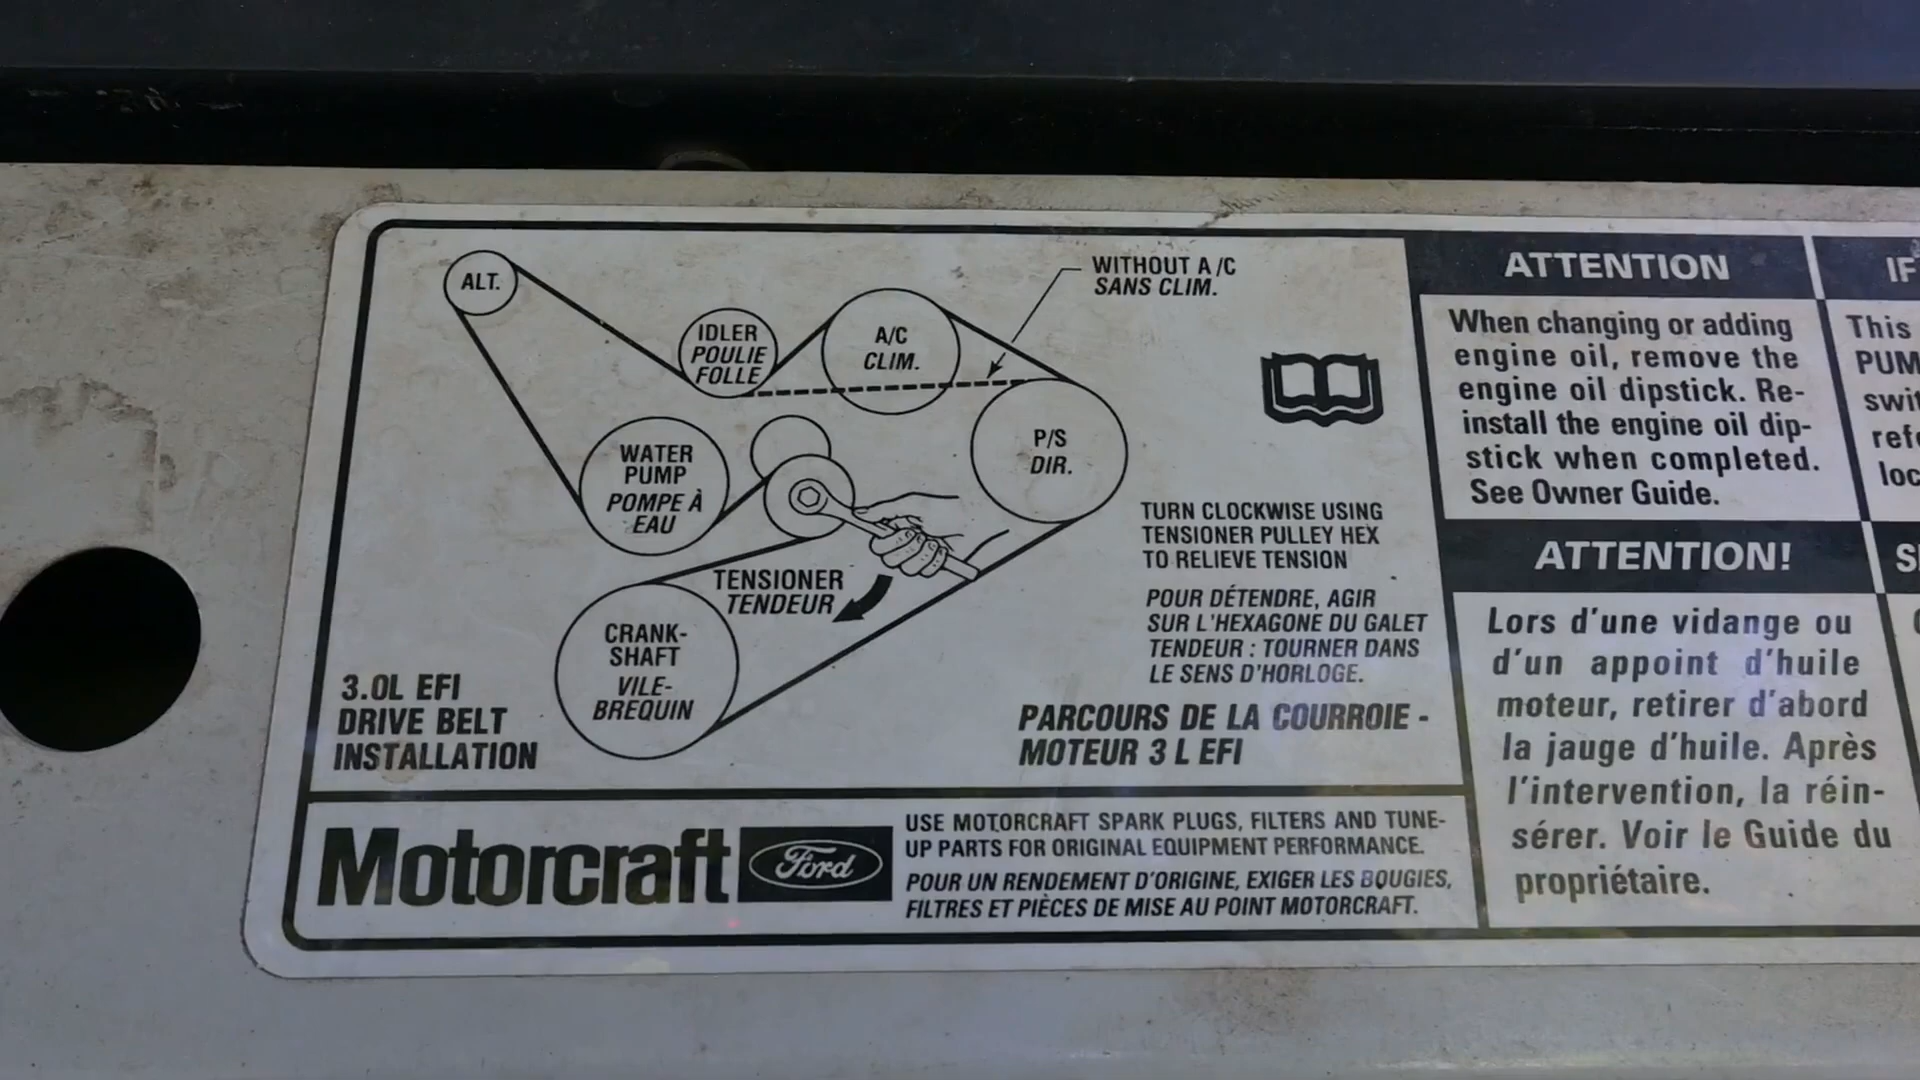 ALT.
IDLER
POULIE
FOLLE
A/C
CLIM.
WITHOUT A/C
SANS CLIM.
WATER
PUMP
POMPE À
EAU
P/S
DIR.
TENSIONER
TENDEUR
CRANK-
SHAFT
VILE-
BREQUIN
TURN CLOCKWISE USING
TENSIONER PULLEY HEX
TO RELIEVE TENSION
POUR DÉTENDRE, AGIR
SUR L'HEXAGONE DU GALET
TENDEUR : TOURNER DANS
LE SENS D'HORLOGE.
3.0L EFI
DRIVE BELT
INSTALLATION
PARCOURS DE LA COURROIE -
MOTEUR 3 L EFI
Motorcraft Ford
USE MOTORCRAFT SPARK PLUGS, FILTERS AND TUNE-
UP PARTS FOR ORIGINAL EQUIPMENT PERFORMANCE.
POUR UN RENDEMENT D'ORIGINE, EXIGER LES BOUGIES,
FILTRES ET PIÈCES DE MISE AU POINT MOTORCRAFT.
ATTENTION
When changing or adding
engine oil, remove the
engine oil dipstick. Re-
install the engine oil dip-
stick when completed.
See Owner Guide.
ATTENTION!
Lors d'une vidange ou
d'un appoint d'huile
moteur, retirer d'abord
la jauge d'huile. Après
l'intervention, la réin-
sérer. Voir le Guide du
propriétaire.
IF
This